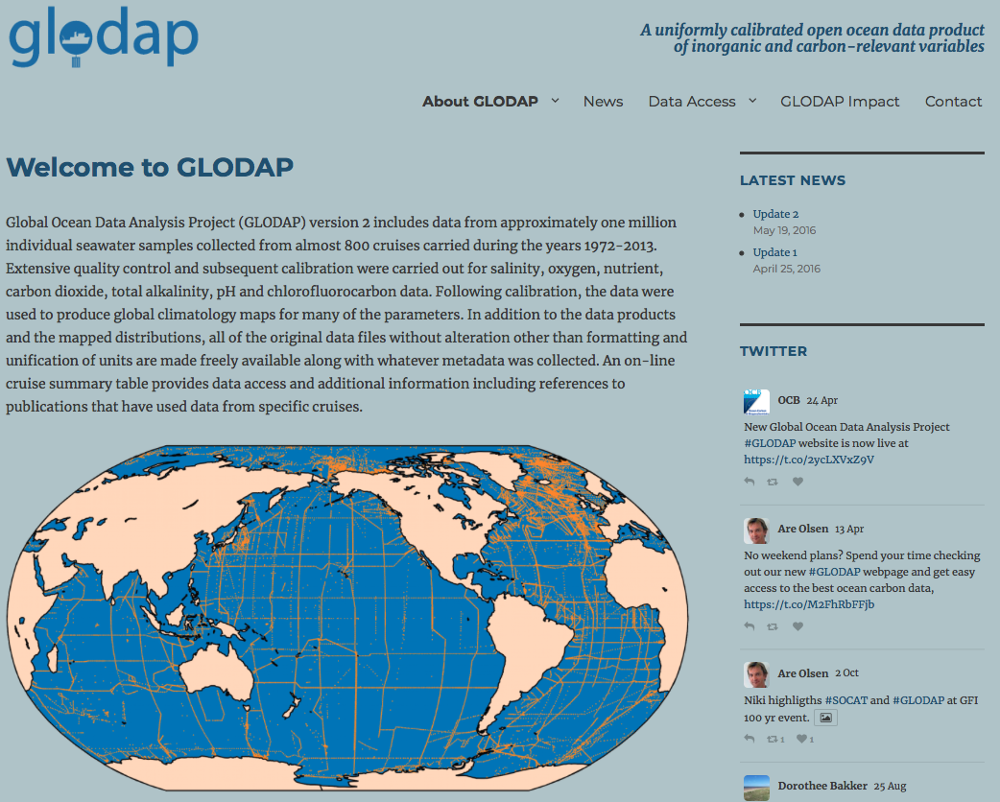 glodap
A uniformly calibrated open ocean data product
of inorganic and carbon-relevant variables
About GLODAP News Data Access GLODAP Impact Contact
Welcome to GLODAP
Global Ocean Data Analysis Project (GLODAP) version 2 includes data from approximately one million
individual seawater samples collected from almost 800 cruises carried during the years 1972-2013.
Extensive quality control and subsequent calibration were carried out for salinity, oxygen, nutrient,
carbon dioxide, total alkalinity, pH and chlorofluorocarbon data. Following calibration, the data were
used to produce global climatology maps for many of the parameters. In addition to the data products
and the mapped distributions, all of the original data files without alteration other than formatting and
unification of units are made freely available along with whatever metadata was collected. An on-line
cruise summary table provides data access and additional information including references to
publications that have used data from specific cruises.
LATEST NEWS
Update 2
May 19, 2016
Update 1
April 25, 2016
TWITTER
OCB
OCB 24 Apr
New Global Ocean Data Analysis Project
#GLODAP website is now live at
https://t.co/2ycLXVxZ9V
Are Olsen 13 Apr
No weekend plans? Spend your time checking
out our new #GLODAP webpage and get easy
access to the best ocean carbon data,
https://t.co/M2FhRbFFjb
Are Olsen 2 Oct
Niki highligths #SOCAT and #GLODAP at GFI
100 yr event.
1 1
Dorothee Bakker 25 Aug